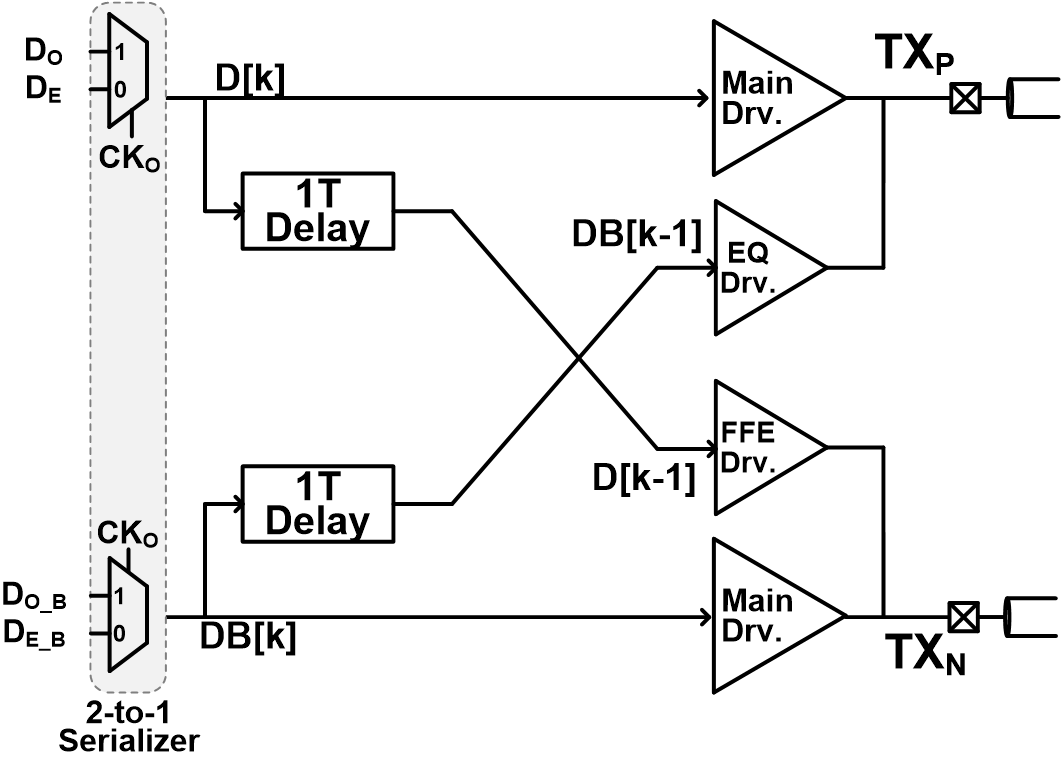 D_O
1
D_E
0
CK_O
D[k]
Main
Drv.
TX_P
1T
Delay
DB[k-1]
EQ
Drv.
FFE
Drv.
D[k-1]
1T
Delay
CK_O
D_O_B
1
D_E_B
0
DB[k]
Main
Drv.
TX_N
2-to-1
Serializer